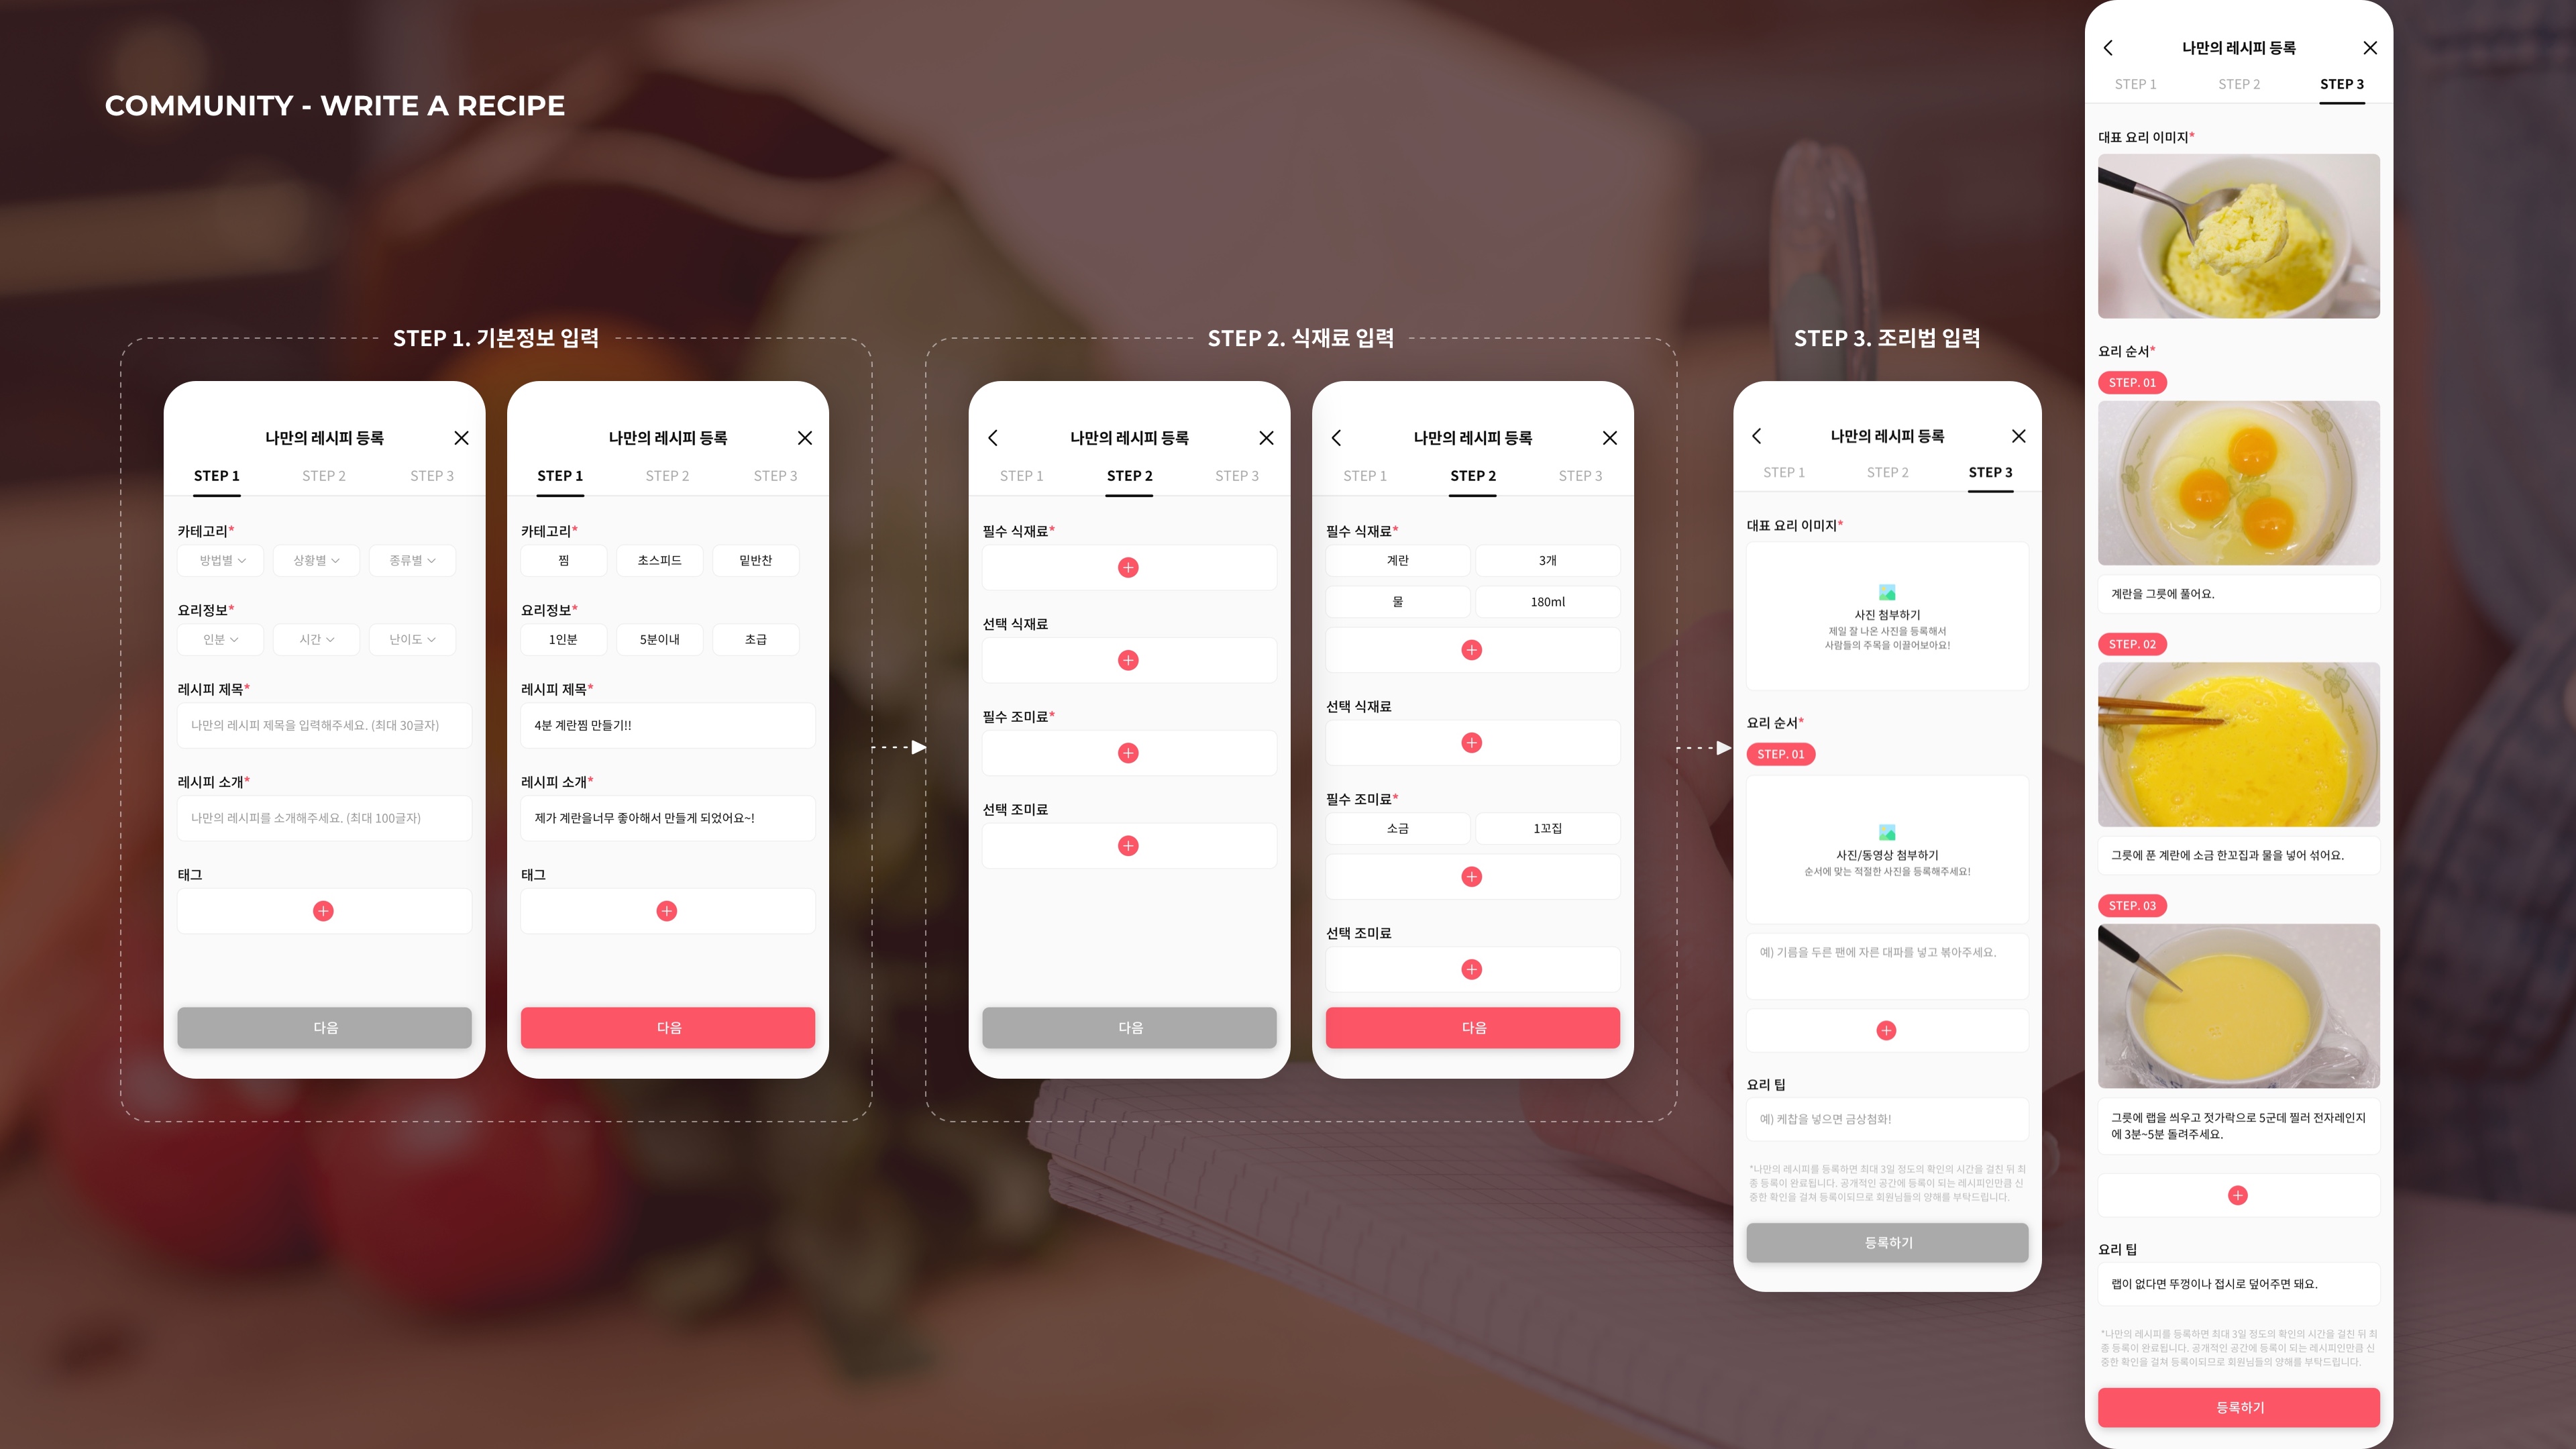 COMMUNITY - WRITE A RECIPE
STEP 1. 기본정보 입력
나만의 레시피 등록
STEP 1 STEP 2 STEP 3
카테고리*
방법별 상황별 종류별
요리정보*
인분 시간 난이도
레시피 제목*
나만의 레시피 제목을 입력해주세요. (최대 30글자)
레시피 소개*
나만의 레시피를 소개해주세요. (최대 100글자)
태그
다음
나만의 레시피 등록
STEP 1 STEP 2 STEP 3
카테고리*
찜 초스피드 밑반찬
요리정보*
1인분 5분이내 초급
레시피 제목*
4분 계란찜 만들기!!
레시피 소개*
제가 계란을너무 좋아해서 만들게 되었어요~!
태그
다음
STEP 2. 식재료 입력
나만의 레시피 등록
STEP 1 STEP 2 STEP 3
필수 식재료*
선택 식재료
필수 조미료*
선택 조미료
다음
나만의 레시피 등록
STEP 1 STEP 2 STEP 3
필수 식재료*
계란 3개
물 180ml
선택 식재료
필수 조미료*
소금 1꼬집
선택 조미료
다음
STEP 3. 조리법 입력
나만의 레시피 등록
STEP 1 STEP 2 STEP 3
대표 요리 이미지*
사진 첨부하기
제일 잘 나온 사진을 등록해서
사람들의 주목을 이끌어보아요!
요리 순서*
STEP. 01
사진/동영상 첨부하기
순서에 맞는 적절한 사진을 등록해주세요!
예) 기름을 두른 팬에 자른 대파를 넣고 볶아주세요.
요리 팁
예) 케찹을 넣으면 금상첨화!
*나만의 레시피를 등록하면 최대 3일 정도의 확인의 시간을 걸친 뒤 최
종 등록이 완료됩니다. 공개적인 공간에 등록이 되는 레시피인만큼 신
중한 확인을 걸쳐 등록이되므로 회원님들의 양해를 부탁드립니다.
등록하기
나만의 레시피 등록
STEP 1 STEP 2 STEP 3
대표 요리 이미지*
요리 순서*
STEP. 01
계란을 그릇에 풀어요.
STEP. 02
그릇에 푼 계란에 소금 한꼬집과 물을 넣어 섞어요.
STEP. 03
그릇에 랩을 씌우고 젓가락으로 5군데 찔러 전자레인지
에 3분~5분 돌려주세요.
요리 팁
랩이 없다면 뚜껑이나 접시로 덮어주면 돼요.
*나만의 레시피를 등록하면 최대 3일 정도의 확인의 시간을 걸친 뒤 최
종 등록이 완료됩니다. 공개적인 공간에 등록이 되는 레시피인만큼 신
중한 확인을 걸쳐 등록이되므로 회원님들의 양해를 부탁드립니다.
등록하기